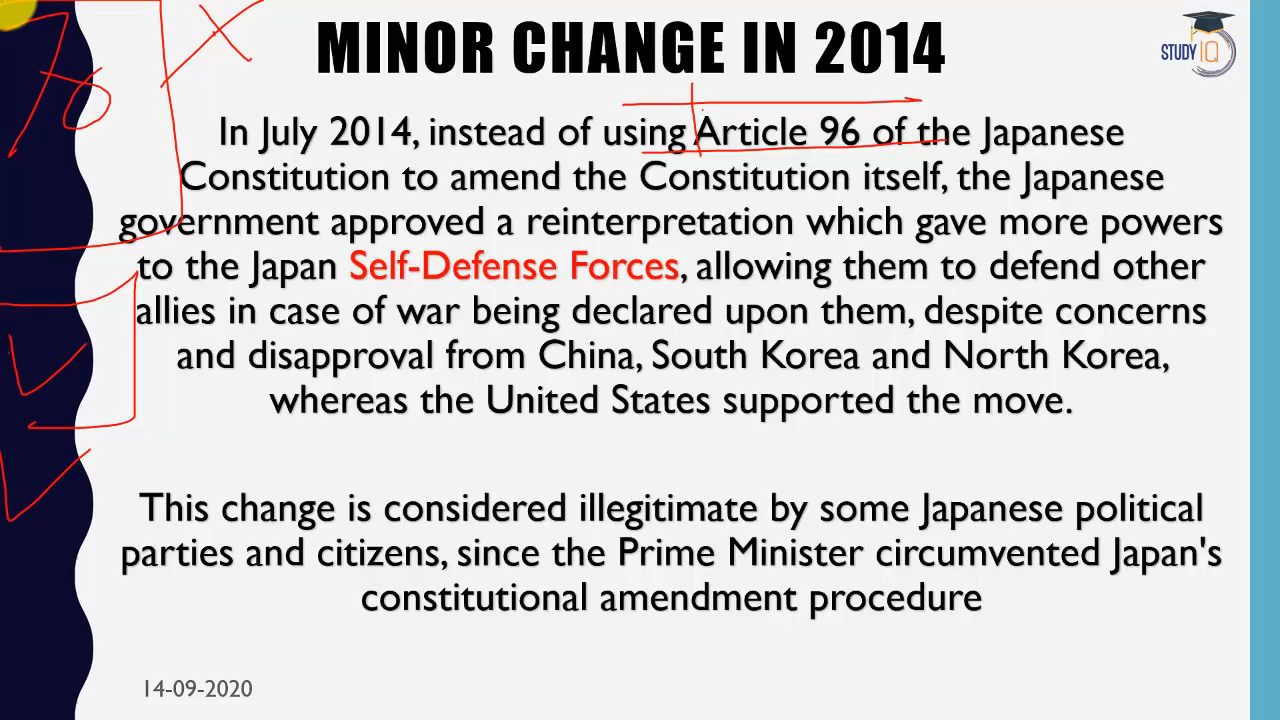 MINOR CHANGE IN 2014
STUDY IQ
In July 2014, instead of using Article 96 of the Japanese
Constitution to amend the Constitution itself, the Japanese
government approved a reinterpretation which gave more powers
to the Japan Self-Defense Forces, allowing them to defend other
allies in case of war being declared upon them, despite concerns
and disapproval from China, South Korea and North Korea,
whereas the United States supported the move.
This change is considered illegitimate by some Japanese political
parties and citizens, since the Prime Minister circumvented Japan's
constitutional amendment procedure
14-09-2020